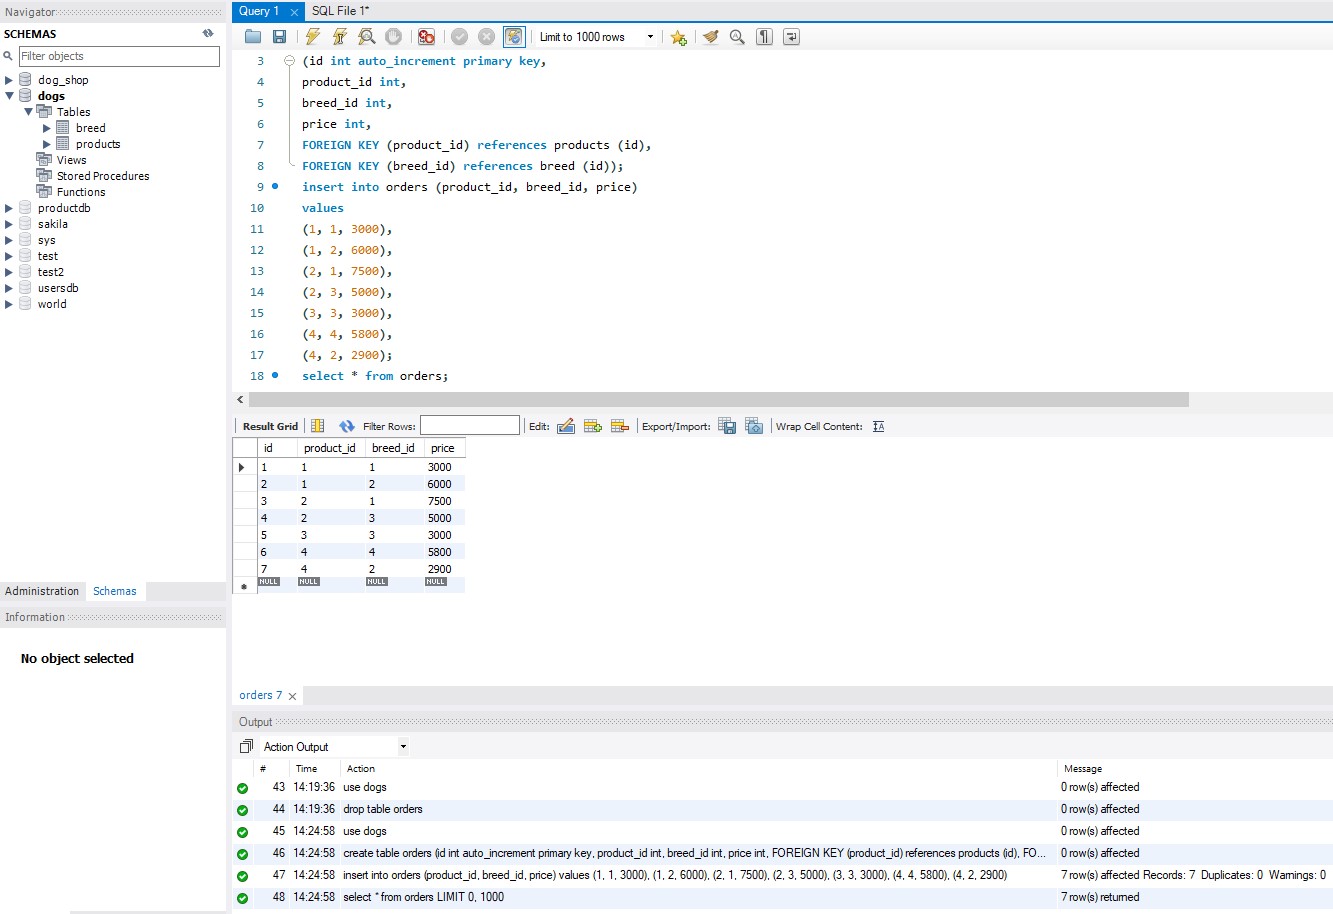 Navigator
SCHEMAS
Filter objects
dog_shop
dogs
Tables
breed
products
Views
Stored Procedures
Functions
productdb
sakila
sys
test
test2
usersdb
world
Administration Schemas
Information
No object selected
Query 1 SQL File 1*
Limit to 1000 rows
3 (id int auto_increment primary key,
4 product_id int,
5 breed_id int,
6 price int,
7 FOREIGN KEY (product_id) references products (id),
8 FOREIGN KEY (breed_id) references breed (id));
9 insert into orders (product_id, breed_id, price)
10 values
11 (1, 1, 3000),
12 (1, 2, 6000),
13 (2, 1, 7500),
14 (2, 3, 5000),
15 (3, 3, 3000),
16 (4, 4, 5800),
17 (4, 2, 2900);
18 select * from orders;
Result Grid Filter Rows: Edit: Export/Import: Wrap Cell Content:
id product_id breed_id price
1 1 1 3000
2 1 2 6000
3 2 1 7500
4 2 3 5000
5 3 3 3000
6 4 4 5800
7 4 2 2900
NULL NULL NULL NULL
orders 7
Output
Action Output
# Time Action Message
43 14:19:36 use dogs 0 row(s) affected
44 14:19:36 drop table orders 0 row(s) affected
45 14:24:58 use dogs 0 row(s) affected
46 14:24:58 create table orders (id int auto_increment primary key, product_id int, breed_id int, price int, FOREIGN KEY (product_id) references products (id), FO... 0 row(s) affected
47 14:24:58 insert into orders (product_id, breed_id, price) values (1, 1, 3000), (1, 2, 6000), (2, 1, 7500), (2, 3, 5000), (3, 3, 3000), (4, 4, 5800), (4, 2, 2900) 7 row(s) affected Records: 7 Duplicates: 0 Warnings: 0
48 14:24:58 select * from orders LIMIT 0, 1000 7 row(s) returned